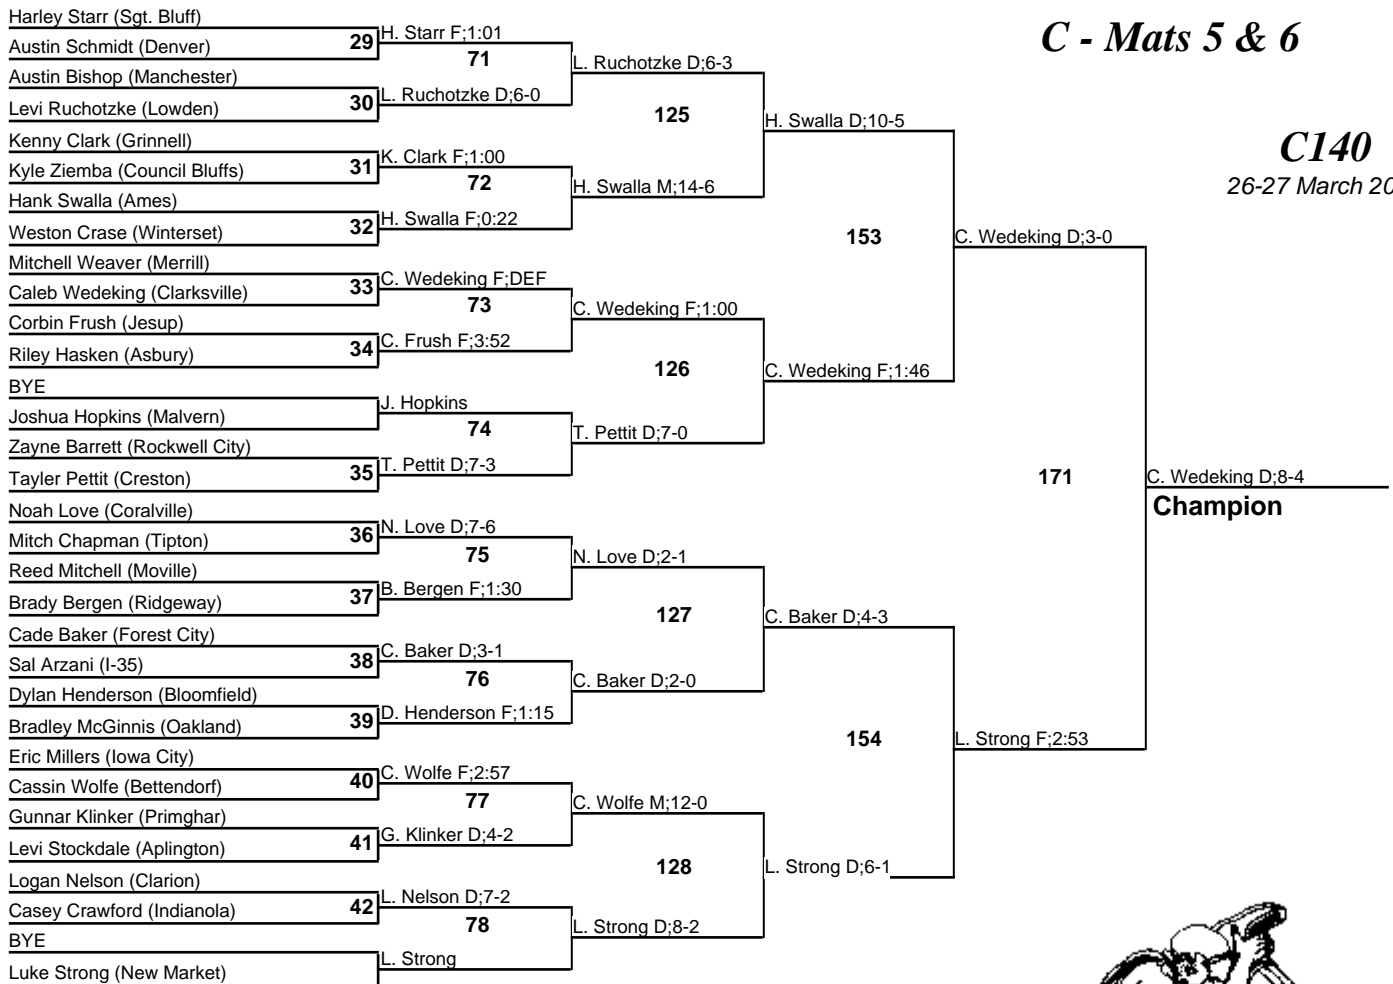 C - Mats 5 & 6
C140
26-27 March 20
Harley Starr (Sgt. Bluff)
Austin Schmidt (Denver)
29
H. Starr F;1:01
71
Austin Bishop (Manchester)
Levi Ruchotzke (Lowden)
30
L. Ruchotzke D;6-0
L. Ruchotzke D;6-3
125
Kenny Clark (Grinnell)
Kyle Ziemba (Council Bluffs)
31
K. Clark F;1:00
72
Hank Swalla (Ames)
Weston Crase (Winterset)
32
H. Swalla F;0:22
H. Swalla M;14-6
H. Swalla D;10-5
153
Mitchell Weaver (Merrill)
Caleb Wedeking (Clarksville)
33
C. Wedeking F;DEF
73
Corbin Frush (Jesup)
Riley Hasken (Asbury)
34
C. Frush F;3:52
C. Wedeking F;1:00
126
BYE
Joshua Hopkins (Malvern)
J. Hopkins
74
Zayne Barrett (Rockwell City)
Tayler Pettit (Creston)
35
T. Pettit D;7-3
T. Pettit D;7-0
C. Wedeking F;1:46
C. Wedeking D;3-0
171
C. Wedeking D;8-4
Champion
Noah Love (Coralville)
Mitch Chapman (Tipton)
36
N. Love D;7-6
75
Reed Mitchell (Moville)
Brady Bergen (Ridgeway)
37
B. Bergen F;1:30
N. Love D;2-1
127
Cade Baker (Forest City)
Sal Arzani (I-35)
38
C. Baker D;3-1
76
Dylan Henderson (Bloomfield)
Bradley McGinnis (Oakland)
39
D. Henderson F;1:15
C. Baker D;2-0
C. Baker D;4-3
154
Eric Millers (Iowa City)
Cassin Wolfe (Bettendorf)
40
C. Wolfe F;2:57
77
Gunnar Klinker (Primghar)
Levi Stockdale (Aplington)
41
G. Klinker D;4-2
C. Wolfe M;12-0
128
Logan Nelson (Clarion)
Casey Crawford (Indianola)
42
L. Nelson D;7-2
78
BYE
Luke Strong (New Market)
L. Strong
L. Strong D;8-2
L. Strong D;6-1
L. Strong F;2:53